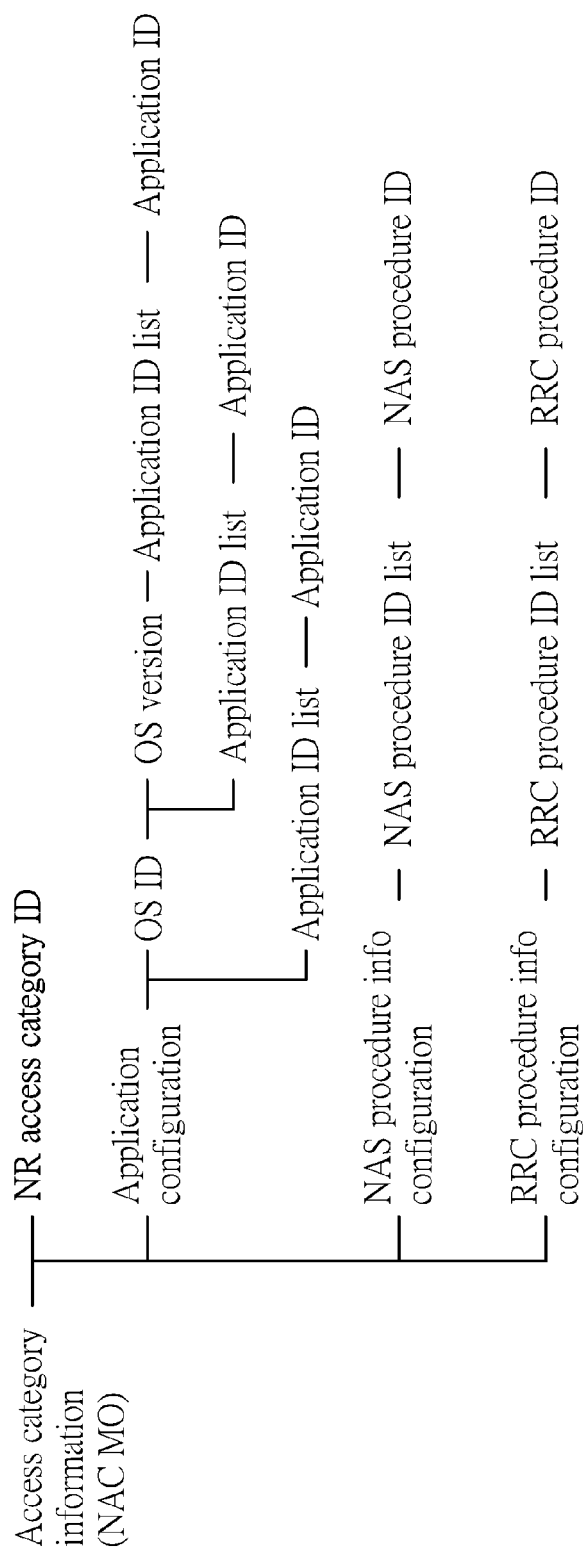 Access category
information
(NAC MO)
NR access category ID
Application
configuration
OS ID
OS version
Application ID list
Application ID
Application ID list
Application ID
Application ID list
Application ID
NAS procedure info
configuration
NAS procedure ID list
NAS procedure ID
RRC procedure info
configuration
RRC procedure ID list
RRC procedure ID